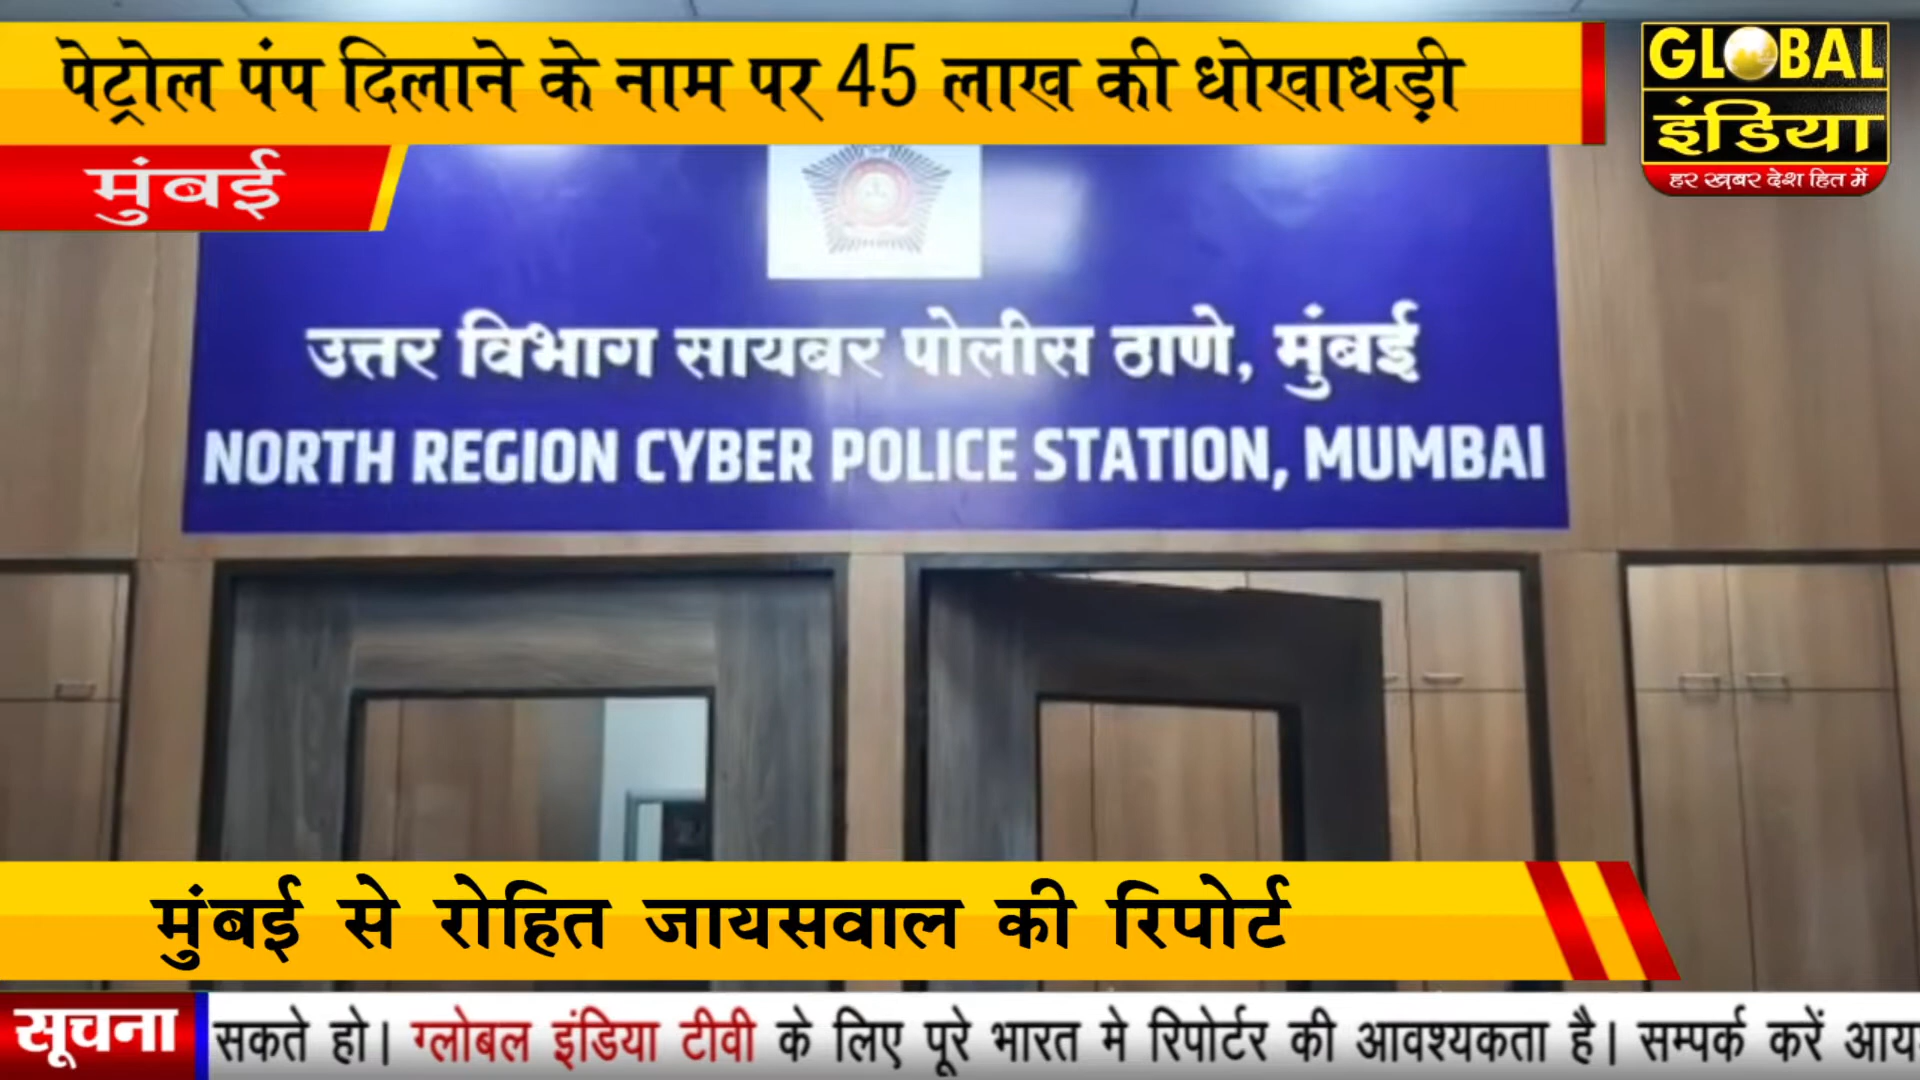 पेट्रोल पंप दिलाने के नाम पर 45 लाख की धोखाधड़ी
GLOBAL
इंडिया
हर ख़बर देश हित में
मुंबई
उत्तर विभाग सायबर पोलीस ठाणे, मुंबई
NORTH REGION CYBER POLICE STATION, MUMBAI
मुंबई से रोहित जायसवाल की रिपोर्ट
सूचना
सकते हो। ग्लोबल इंडिया टीवी के लिए पूरे भारत मे रिपोर्टर की आवश्यकता है। सम्पर्क करें